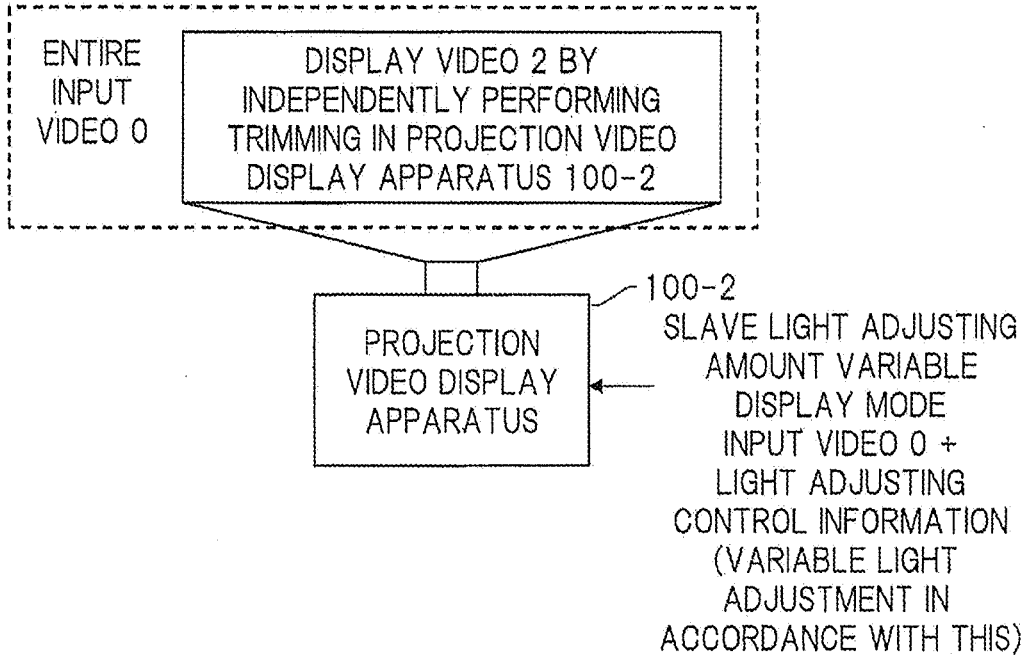 ENTIRE
INPUT
VIDEO 0
DISPLAY VIDEO 2 BY
INDEPENDENTLY PERFORMING
TRIMMING IN PROJECTION VIDEO
DISPLAY APPARATUS 100-2
100-2
PROJECTION
VIDEO DISPLAY
APPARATUS
SLAVE LIGHT ADJUSTING
AMOUNT VARIABLE
DISPLAY MODE
INPUT VIDEO 0 +
LIGHT ADJUSTING
CONTROL INFORMATION
(VARIABLE LIGHT
ADJUSTMENT IN
ACCORDANCE WITH THIS)